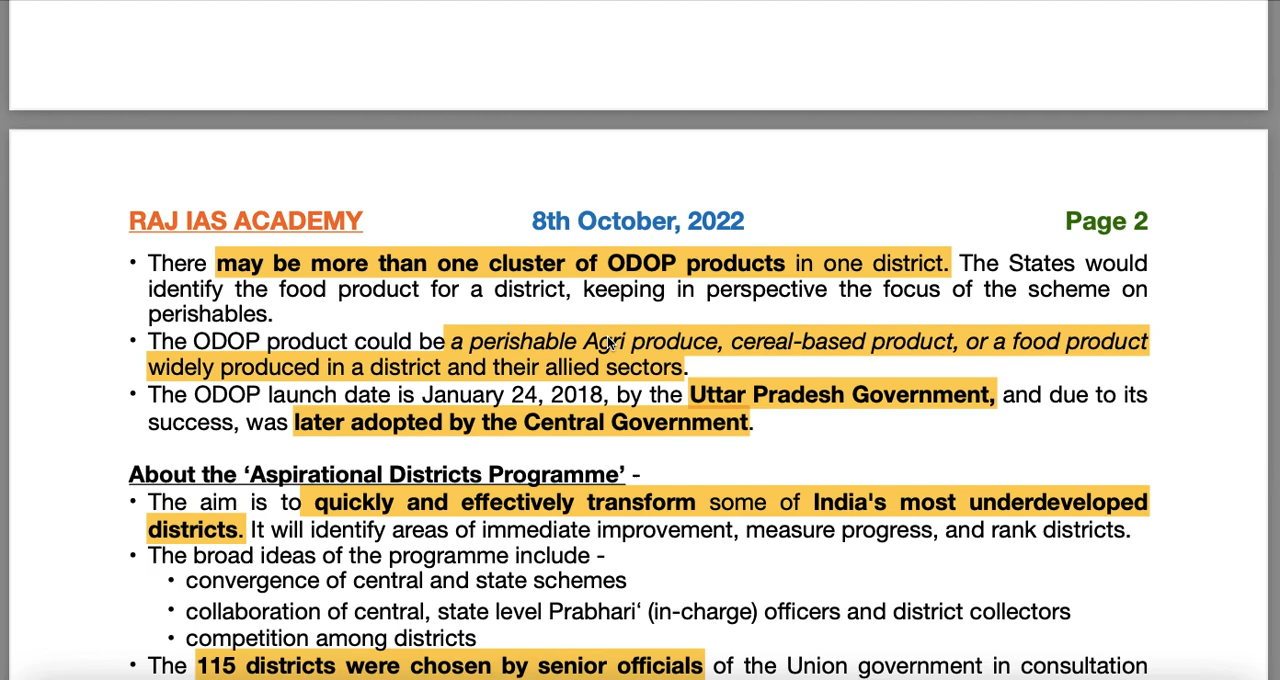 RAJ IAS ACADEMY 8th October, 2022 Page 2
• There may be more than one cluster of ODOP products in one district. The States would
identify the food product for a district, keeping in perspective the focus of the scheme on
perishables.
• The ODOP product could be a perishable Agri produce, cereal-based product, or a food product
widely produced in a district and their allied sectors.
• The ODOP launch date is January 24, 2018, by the Uttar Pradesh Government, and due to its
success, was later adopted by the Central Government.
About the ‘Aspirational Districts Programme’ -
• The aim is to quickly and effectively transform some of India's most underdeveloped
districts. It will identify areas of immediate improvement, measure progress, and rank districts.
• The broad ideas of the programme include -
• convergence of central and state schemes
• collaboration of central, state level Prabhari‘ (in-charge) officers and district collectors
• competition among districts
• The 115 districts were chosen by senior officials of the Union government in consultation